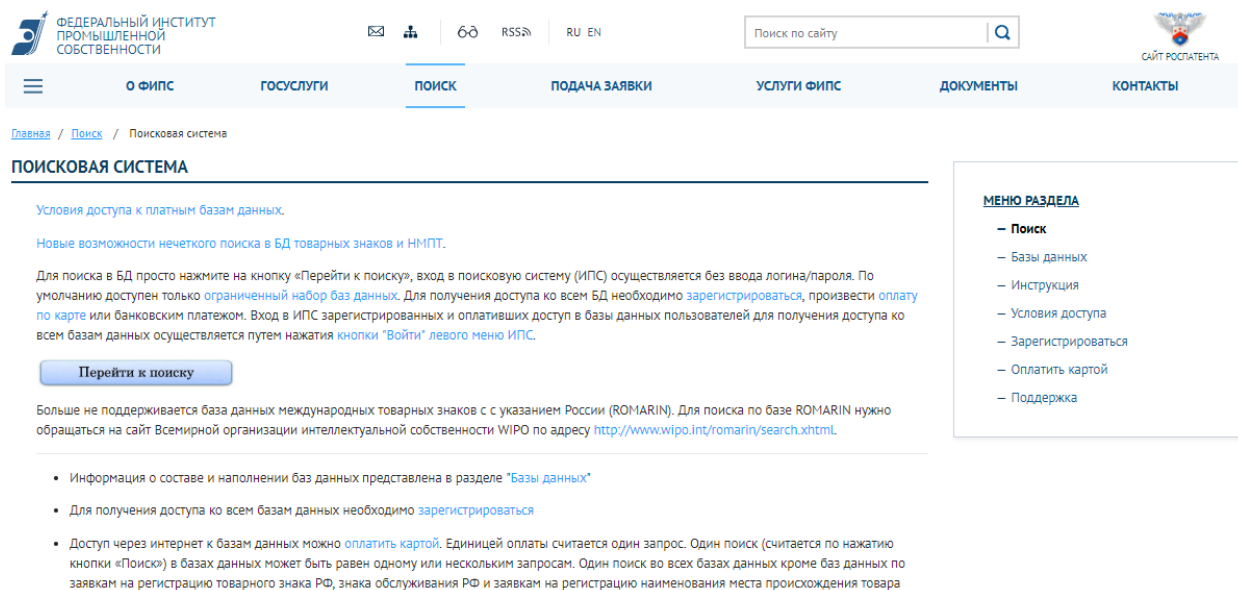 ФЕДЕРАЛЬНЫЙ ИНСТИТУТ
ПРОМЫШЛЕННОЙ
СОБСТВЕННОСТИ
RSS
RU EN
Поиск по сайту
САЙТ РОСПАТЕНТА
О ФИПС
ГОСУСЛУГИ
ПОИСК
ПОДАЧА ЗАЯВКИ
УСЛУГИ ФИПС
ДОКУМЕНТЫ
КОНТАКТЫ
Главная / Поиск / Поисковая система
ПОИСКОВАЯ СИСТЕМА
Условия доступа к платным базам данных.
Новые возможности нечеткого поиска в БД товарных знаков и НМПТ.
Для поиска в БД просто нажмите на кнопку «Перейти к поиску», вход в поисковую систему (ИПС) осуществляется без ввода логина/пароля. По
умолчанию доступен только ограниченный набор баз данных. Для получения доступа ко всем БД необходимо зарегистрироваться, произвести оплату
по карте или банковским платежом. Вход в ИПС зарегистрированных и оплативших доступ в базы данных пользователей для получения доступа ко
всем базам данных осуществляется путем нажатия кнопки "Войти" левого меню ИПС.
Перейти к поиску
Больше не поддерживается база данных международных товарных знаков с с указанием России (ROMARIN). Для поиска по базе ROMARIN нужно
обращаться на сайт Всемирной организации интеллектуальной собственности WIPO по адресу http://www.wipo.int/romarin/search.xhtml.
• Информация о составе и наполнении баз данных представлена в разделе "Базы данных"
• Для получения доступа ко всем базам данных необходимо зарегистрироваться
• Доступ через интернет к базам данных можно оплатить картой. Единицей оплаты считается один запрос. Один поиск (считается по нажатию
кнопки «Поиск») в базах данных может быть равен одному или нескольким запросам. Один поиск во всех базах данных кроме баз данных по
заявкам на регистрацию товарного знака РФ, знака обслуживания РФ и заявкам на регистрацию наименования места происхождения товара
МЕНЮ РАЗДЕЛА
– Поиск
– Базы данных
– Инструкция
– Условия доступа
– Зарегистрироваться
– Оплатить картой
– Поддержка